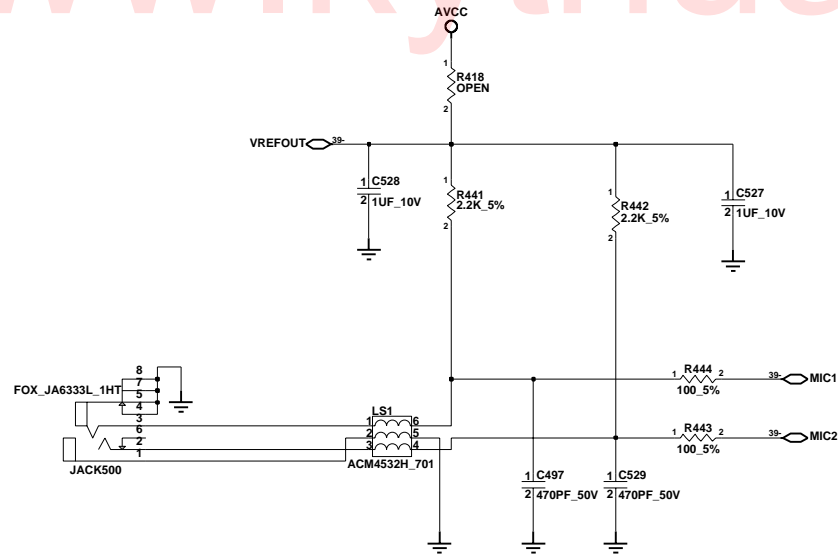 AVCC
1
R418
OPEN
2
VREFOUT 39-
1 C528
2 1UF_10V
1
R441
2.2K_5%
2
1
R442
2.2K_5%
2
1 C527
2 1UF_10V
8
7
5
4
3
6
2
1
FOX_JA6333L_1HT
JACK500
LS1
1 6
2 5
3 4
ACM4532H_701
R444
1 2
100_5%
39- MIC1
R443
1 2
100_5%
39- MIC2
1 C497
2 470PF_50V
1 C529
2 470PF_50V